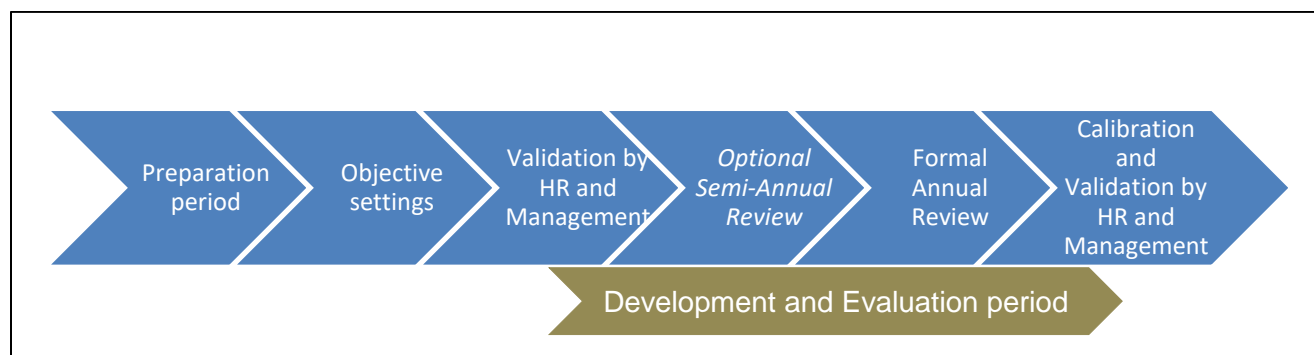 Preparation
period
Objective
settings
Validation by
HR and
Management
Optional
Semi-Annual
Review
Formal
Annual
Review
Calibration
and
Validation by
HR and
Management
Development and Evaluation period